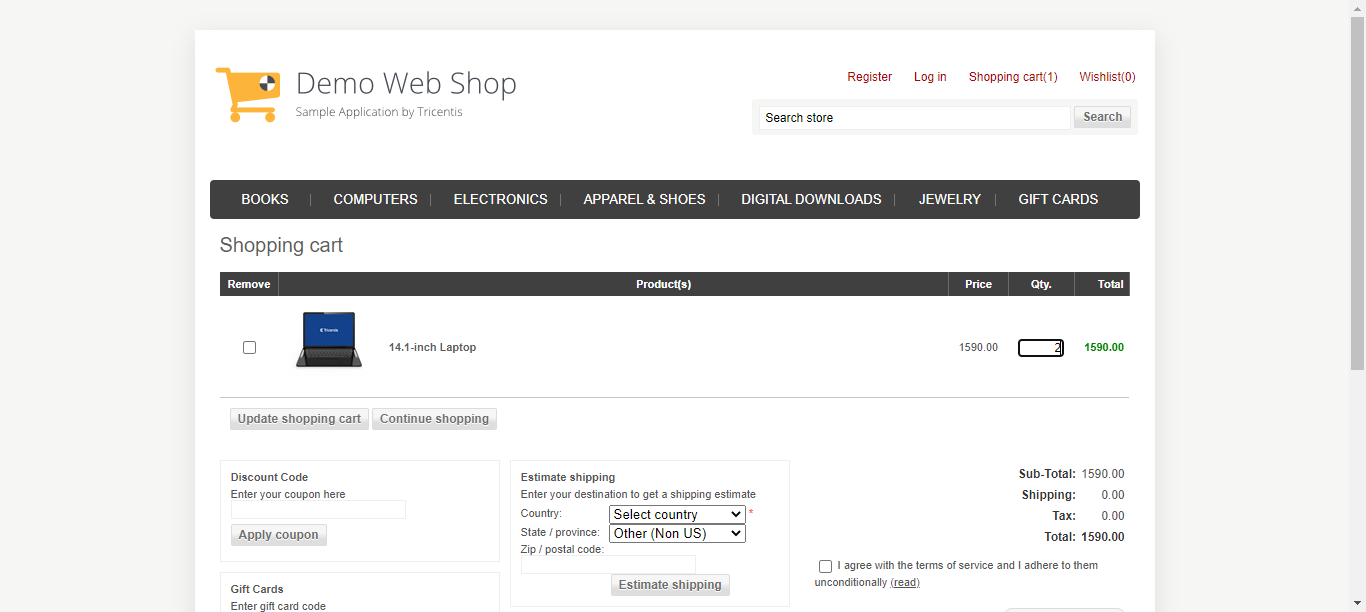 Demo Web Shop
Sample Application by Tricentis
Register Log in Shopping cart(1) Wishlist(0)
Search store Search
BOOKS COMPUTERS ELECTRONICS APPAREL & SHOES DIGITAL DOWNLOADS JEWELRY GIFT CARDS
Shopping cart
Remove Product(s) Price Qty. Total
Tricentis
14.1-inch Laptop 1590.00 2 1590.00
Update shopping cart Continue shopping
Discount Code
Enter your coupon here
Apply coupon
Gift Cards
Enter gift card code
Estimate shipping
Enter your destination to get a shipping estimate
Country: Select country *
State / province: Other (Non US)
Zip / postal code:
Estimate shipping
Sub-Total: 1590.00
Shipping: 0.00
Tax: 0.00
Total: 1590.00
I agree with the terms of service and I adhere to them
unconditionally (read)